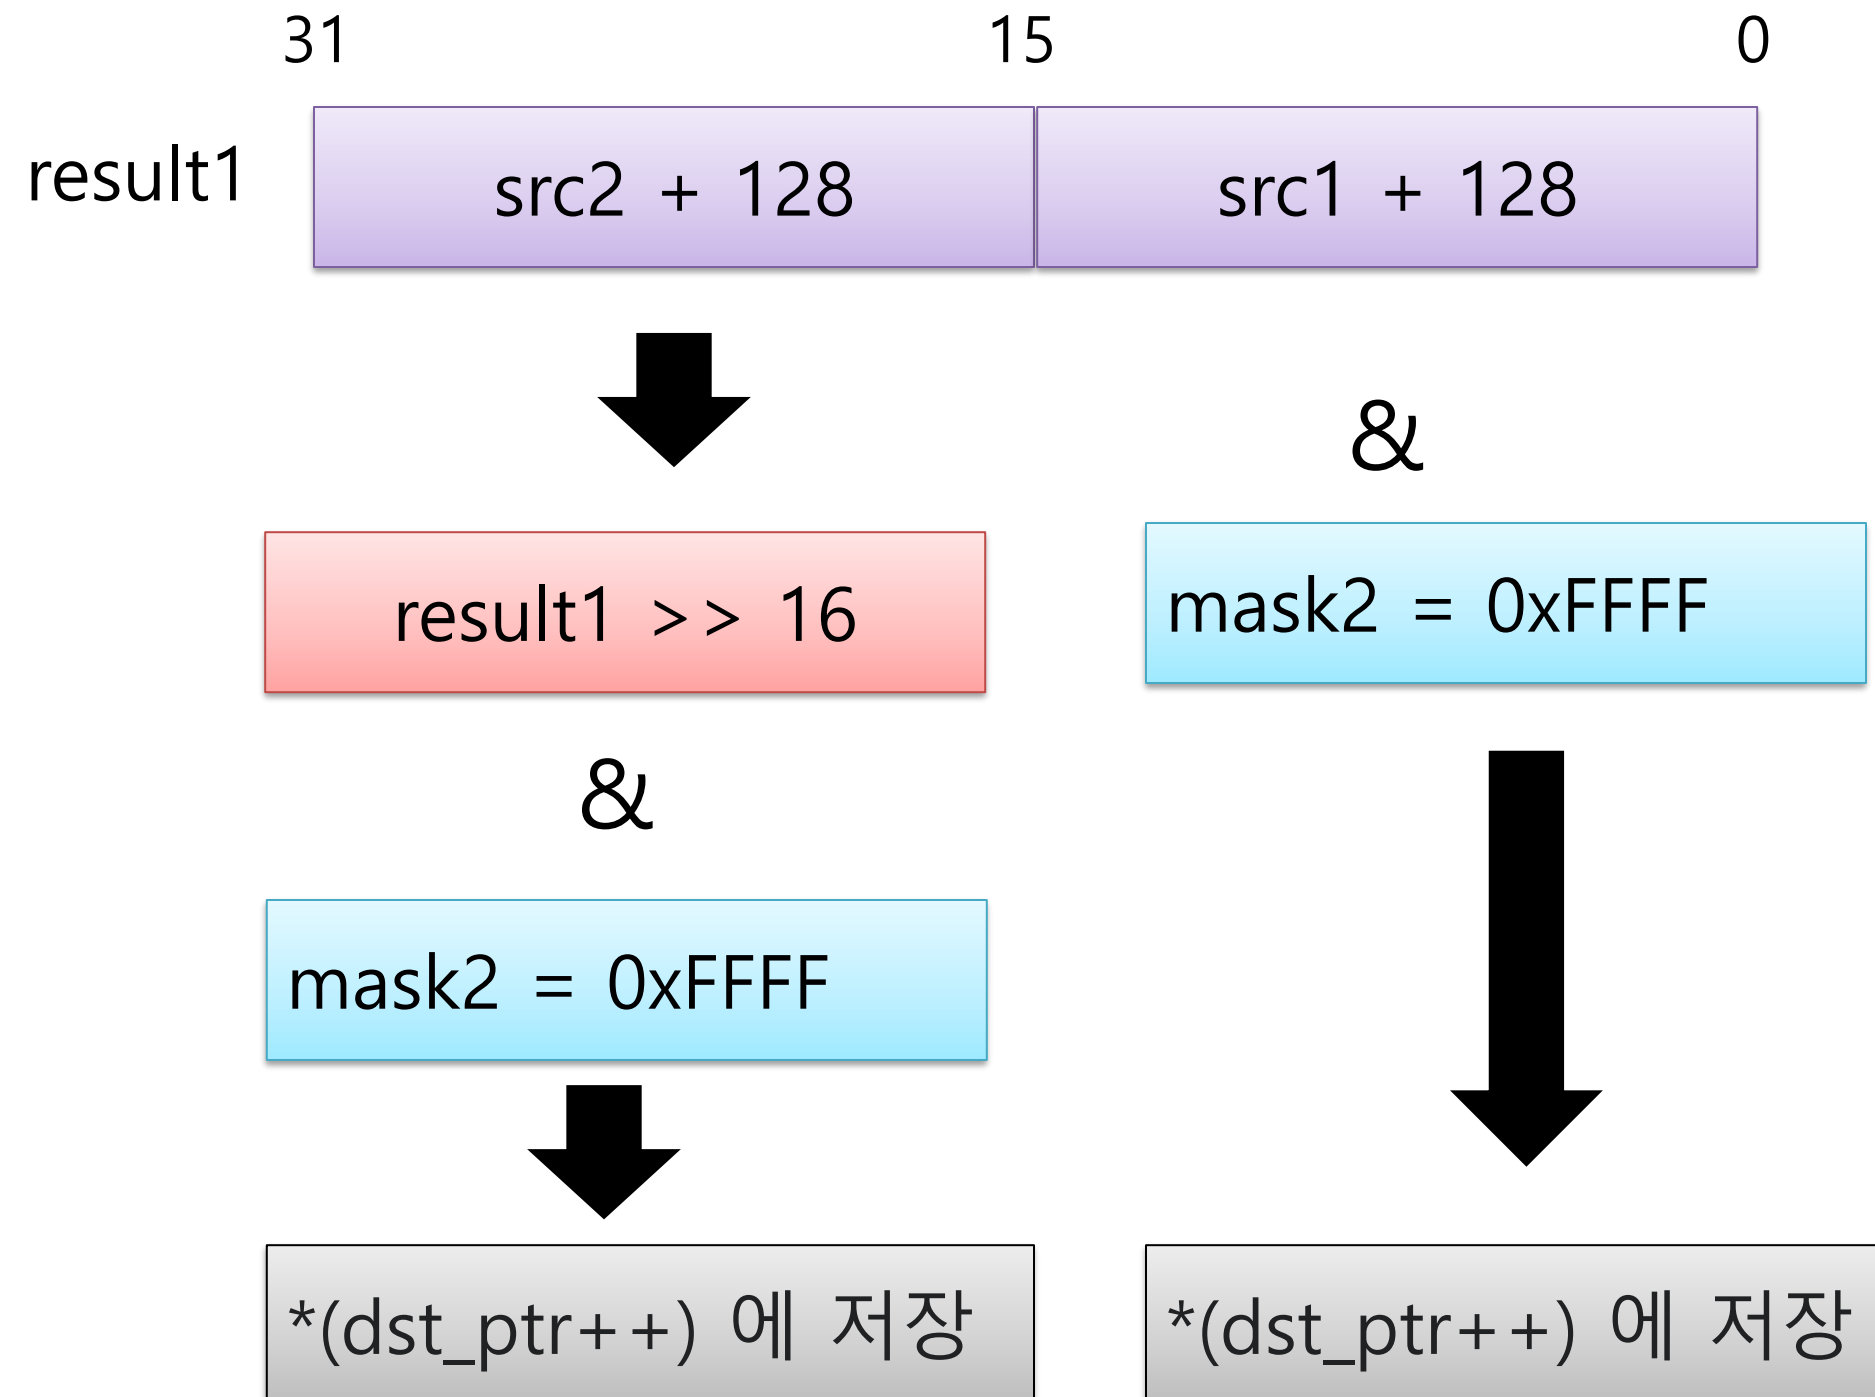 31 15 0
result1
src2 + 128
src1 + 128
&
result1 >> 16
mask2 = 0xFFFF
&
mask2 = 0xFFFF
*(dst_ptr++) 에 저장
*(dst_ptr++) 에 저장